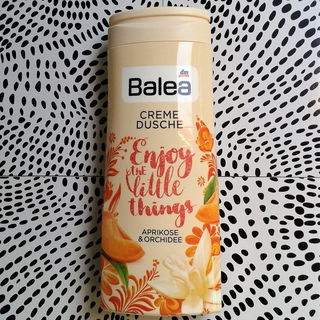 Balea
CREME
DUSCHE
Enjoy
the
little
things
APRIKOSE
& ORCHIDEE